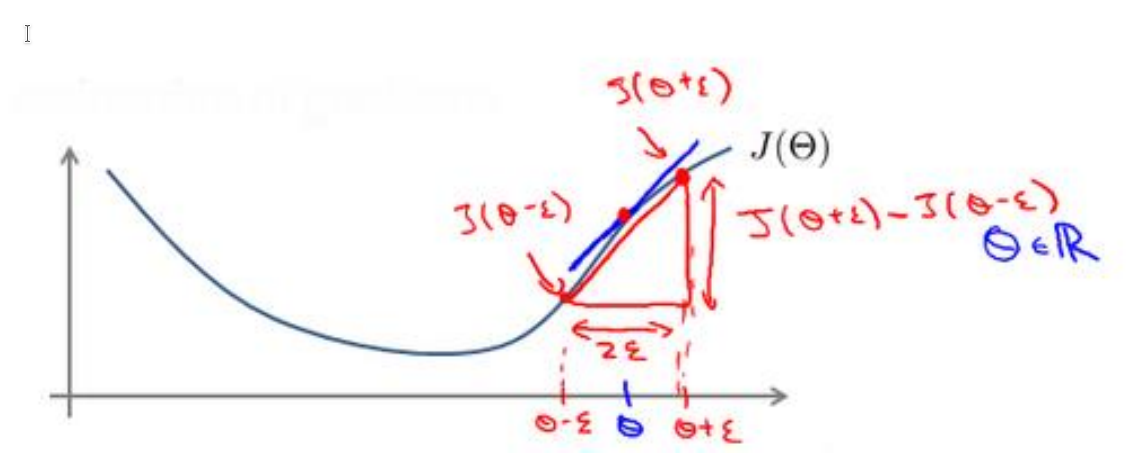 J(θ+ε)
J(Θ)
J(θ-ε)
J(θ+ε)-J(θ-ε)
θ ∈ ℝ
2ε
θ-ε θ θ+ε